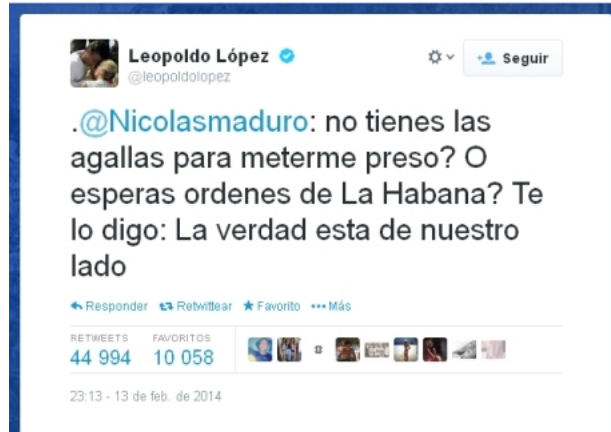 Leopoldo López
@leopoldolopez
Seguir
.@Nicolasmaduro: no tienes las
agallas para meterme preso? O
esperas ordenes de La Habana? Te
lo digo: La verdad esta de nuestro
lado
Responder Retwittear Favorito Más
RETWEETS FAVORITOS
44 994 10 058
23:13 - 13 de feb. de 2014